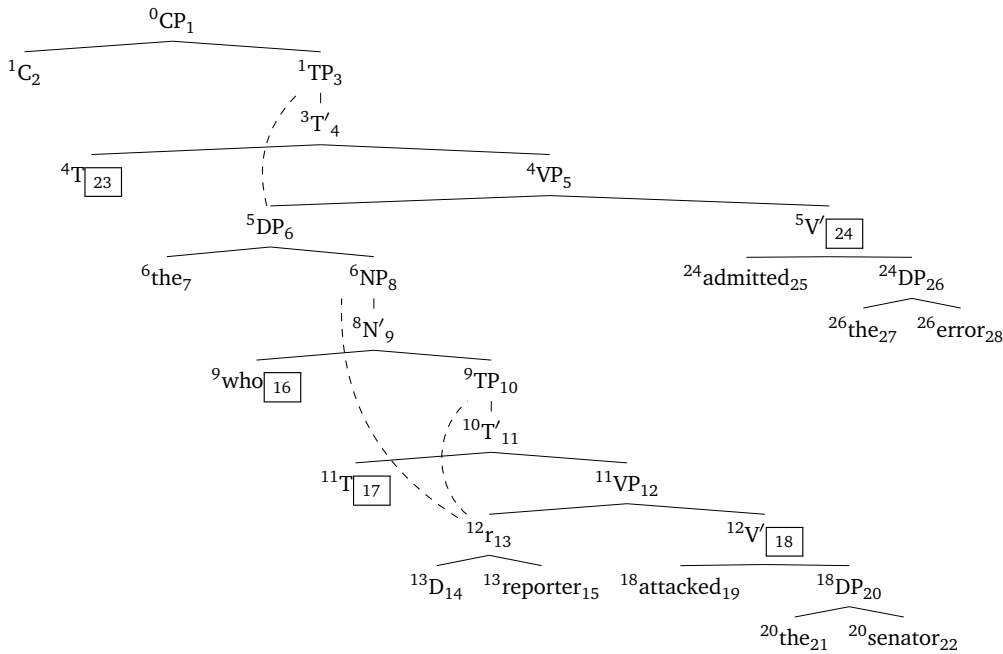 ⁰CP₁
¹C₂ ¹TP₃
³T′₄
⁴T 23 ⁴VP₅
⁵DP₆ ⁵V′ 24
⁶the₇ ⁶NP₈ ²⁴admitted₂₅ ²⁴DP₂₆
⁸N′₉ ²⁶the₂₇ ²⁶error₂₈
⁹who 16 ⁹TP₁₀
¹⁰T′₁₁
¹¹T 17 ¹¹VP₁₂
¹²r₁₃ ¹²V′ 18
¹³D₁₄ ¹³reporter₁₅ ¹⁸attacked₁₉ ¹⁸DP₂₀
²⁰the₂₁ ²⁰senator₂₂